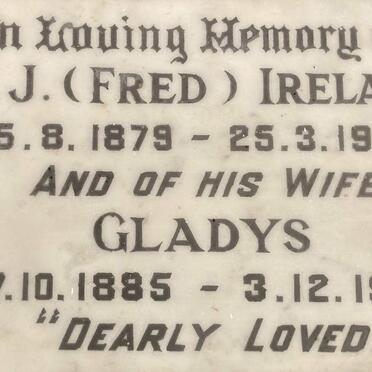 n Loving Memory
J. (FRED) IRELA
5.8.1879 – 25.3.19
AND OF HIS WIFE
GLADYS
.10.1885 – 3.12.19
"DEARLY LOVED